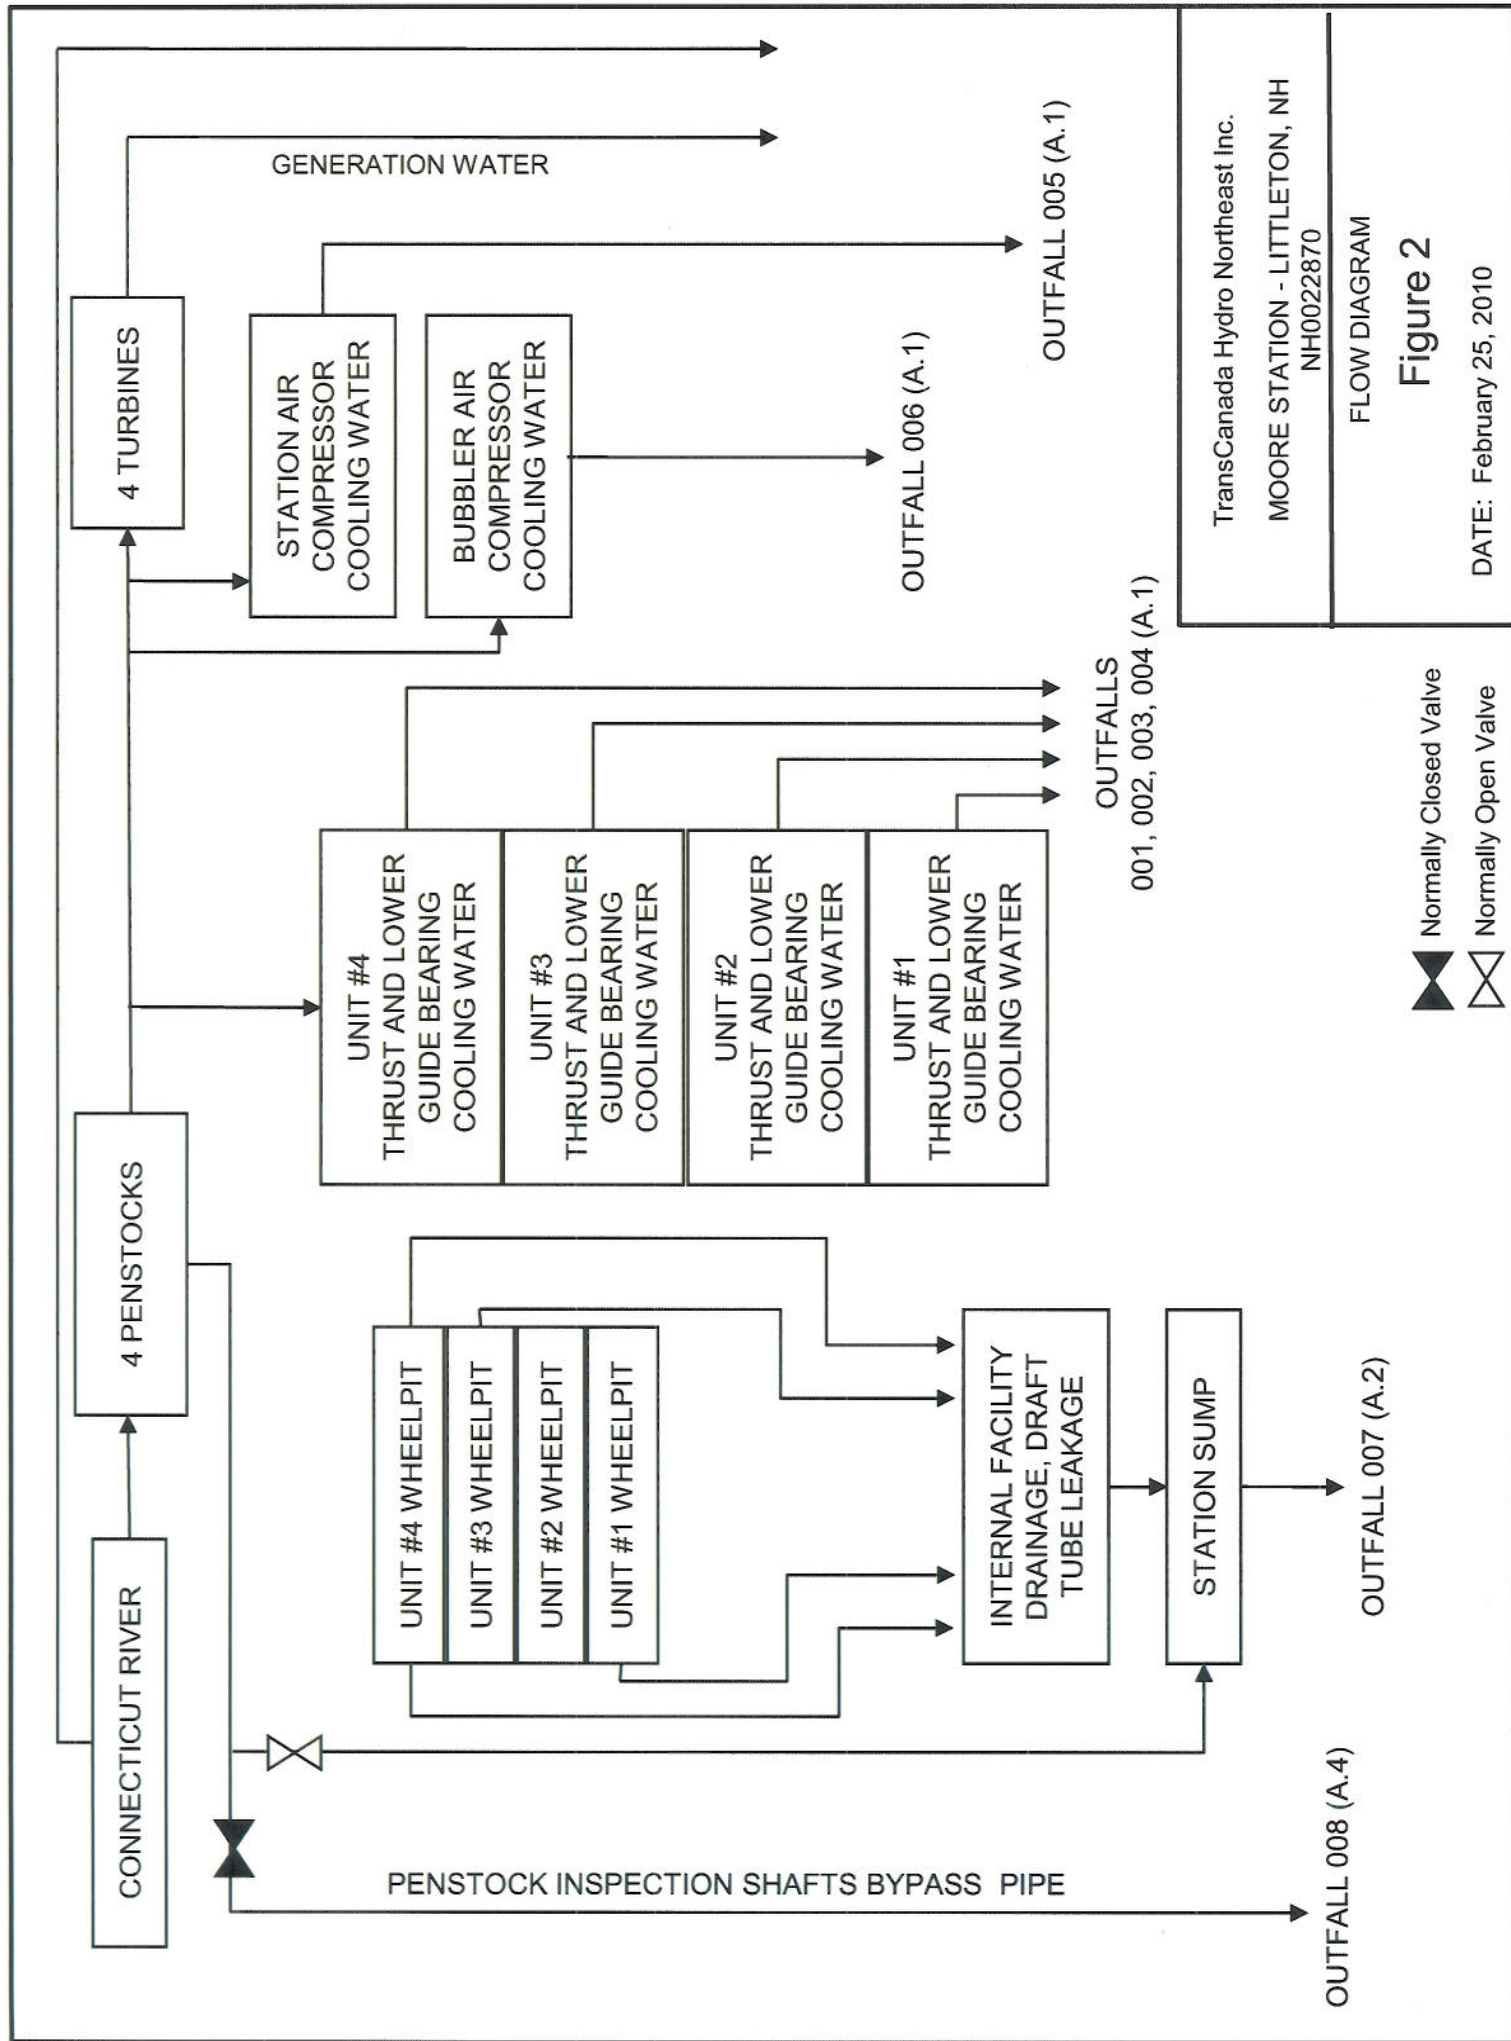 CONNECTICUT RIVER
4 PENSTOCKS
4 TURBINES
GENERATION WATER
STATION AIR
COMPRESSOR
COOLING WATER
BUBBLER AIR
COMPRESSOR
COOLING WATER
OUTFALL 005 (A.1)
OUTFALL 006 (A.1)
UNIT #4
THRUST AND LOWER
GUIDE BEARING
COOLING WATER
UNIT #3
THRUST AND LOWER
GUIDE BEARING
COOLING WATER
UNIT #2
THRUST AND LOWER
GUIDE BEARING
COOLING WATER
UNIT #1
THRUST AND LOWER
GUIDE BEARING
COOLING WATER
OUTFALLS
001, 002, 003, 004 (A.1)
UNIT #4 WHEELPIT
UNIT #3 WHEELPIT
UNIT #2 WHEELPIT
UNIT #1 WHEELPIT
INTERNAL FACILITY
DRAINAGE, DRAFT
TUBE LEAKAGE
STATION SUMP
OUTFALL 007 (A.2)
PENSTOCK INSPECTION SHAFTS BYPASS PIPE
OUTFALL 008 (A.4)
Normally Closed Valve
Normally Open Valve
TransCanada Hydro Northeast Inc.
MOORE STATION - LITTLETON, NH
NH0022870
FLOW DIAGRAM
Figure 2
DATE: February 25, 2010